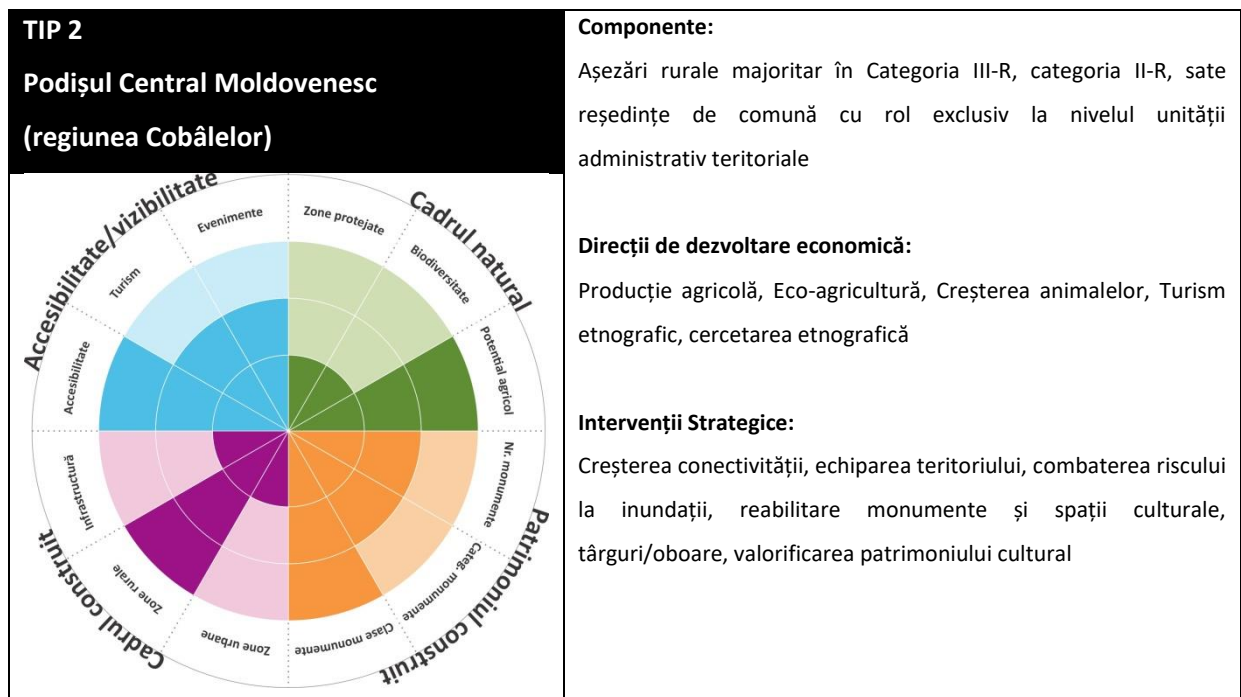 TIP 2
Podișul Central Moldovenesc
(regiunea Cobâlelor)
Accesibilitate/vizibilitate
Cadrul natural
Patrimoniul construit
Cadrul construit
Evenimente
Zone protejate
Biodiversitate
Potential agricol
Nr. monumente
Categ. monumente
Clase monumente
Zone urbane
Zone rurale
Infrastructură
Accesibilitate
Turism
Componente:
Așezări rurale majoritar în Categoria III-R, categoria II-R, sate
reședințe de comună cu rol exclusiv la nivelul unității
administrativ teritoriale
Direcții de dezvoltare economică:
Producție agricolă, Eco-agricultură, Creșterea animalelor, Turism
etnografic, cercetarea etnografică
Intervenții Strategice:
Creșterea conectivității, echiparea teritoriului, combaterea riscului
la inundații, reabilitare monumente și spații culturale,
târguri/oboare, valorificarea patrimoniului cultural